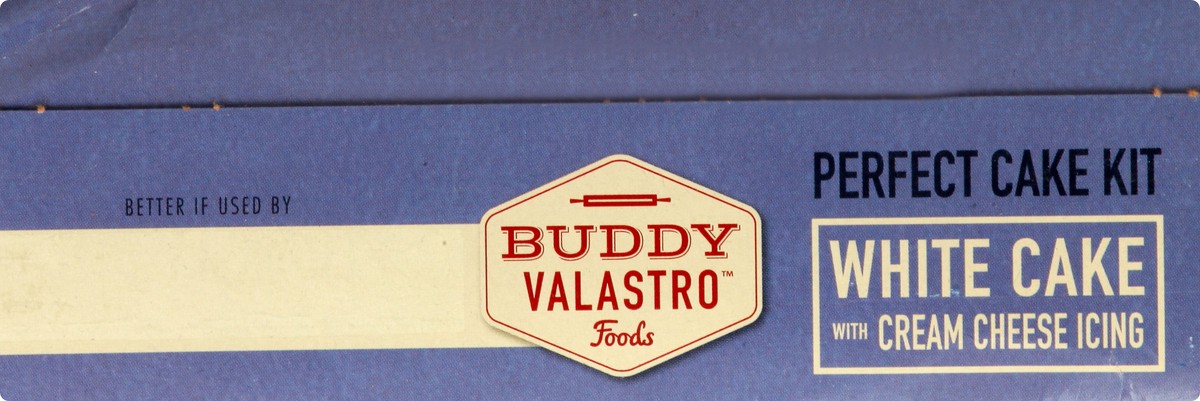 BETTER IF USED BY
BUDDY
VALASTRO™
Foods
PERFECT CAKE KIT
WHITE CAKE
WITH CREAM CHEESE ICING